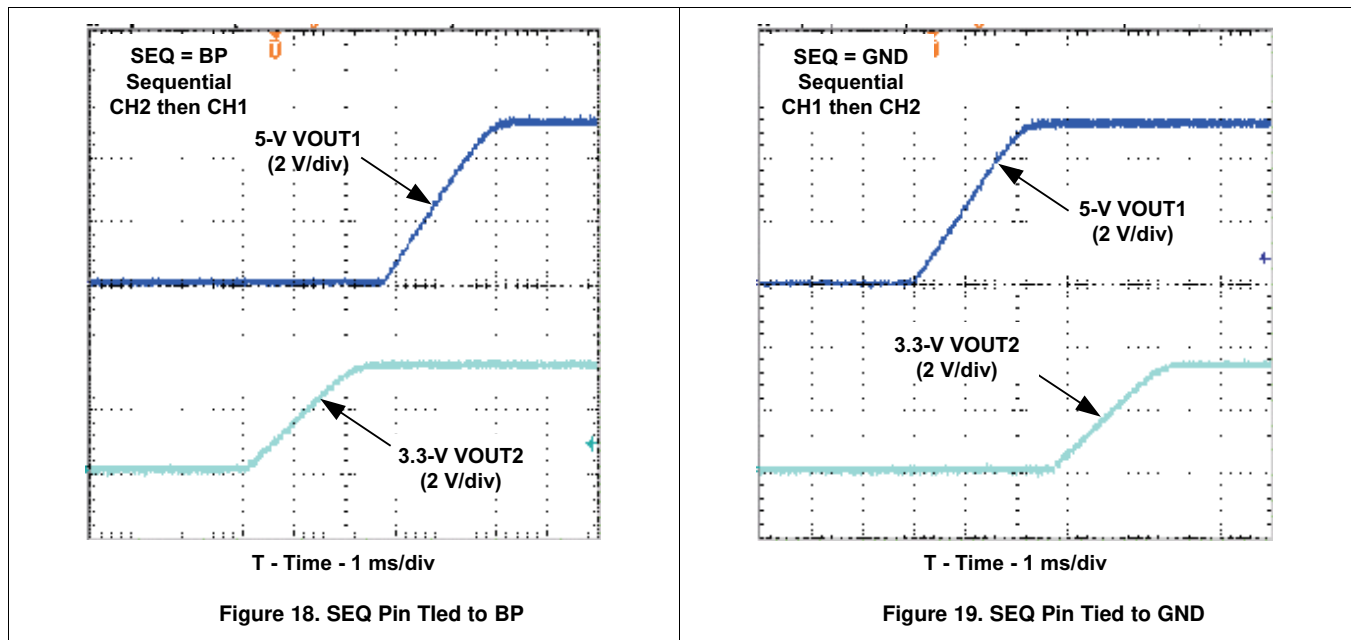 SEQ = BP
Sequential
CH2 then CH1
5-V VOUT1
(2 V/div)
3.3-V VOUT2
(2 V/div)
T - Time - 1 ms/div
Figure 18. SEQ Pin TIed to BP
SEQ = GND
Sequential
CH1 then CH2
5-V VOUT1
(2 V/div)
3.3-V VOUT2
(2 V/div)
T - Time - 1 ms/div
Figure 19. SEQ Pin Tied to GND